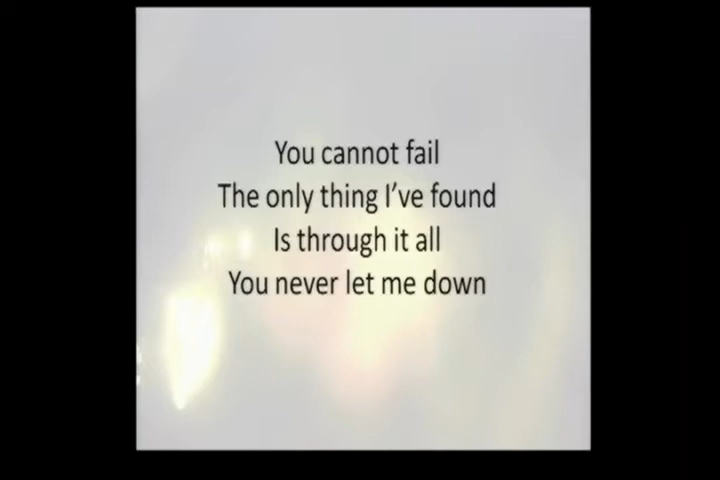 You cannot fail
The only thing I've found
Is through it all
You never let me down